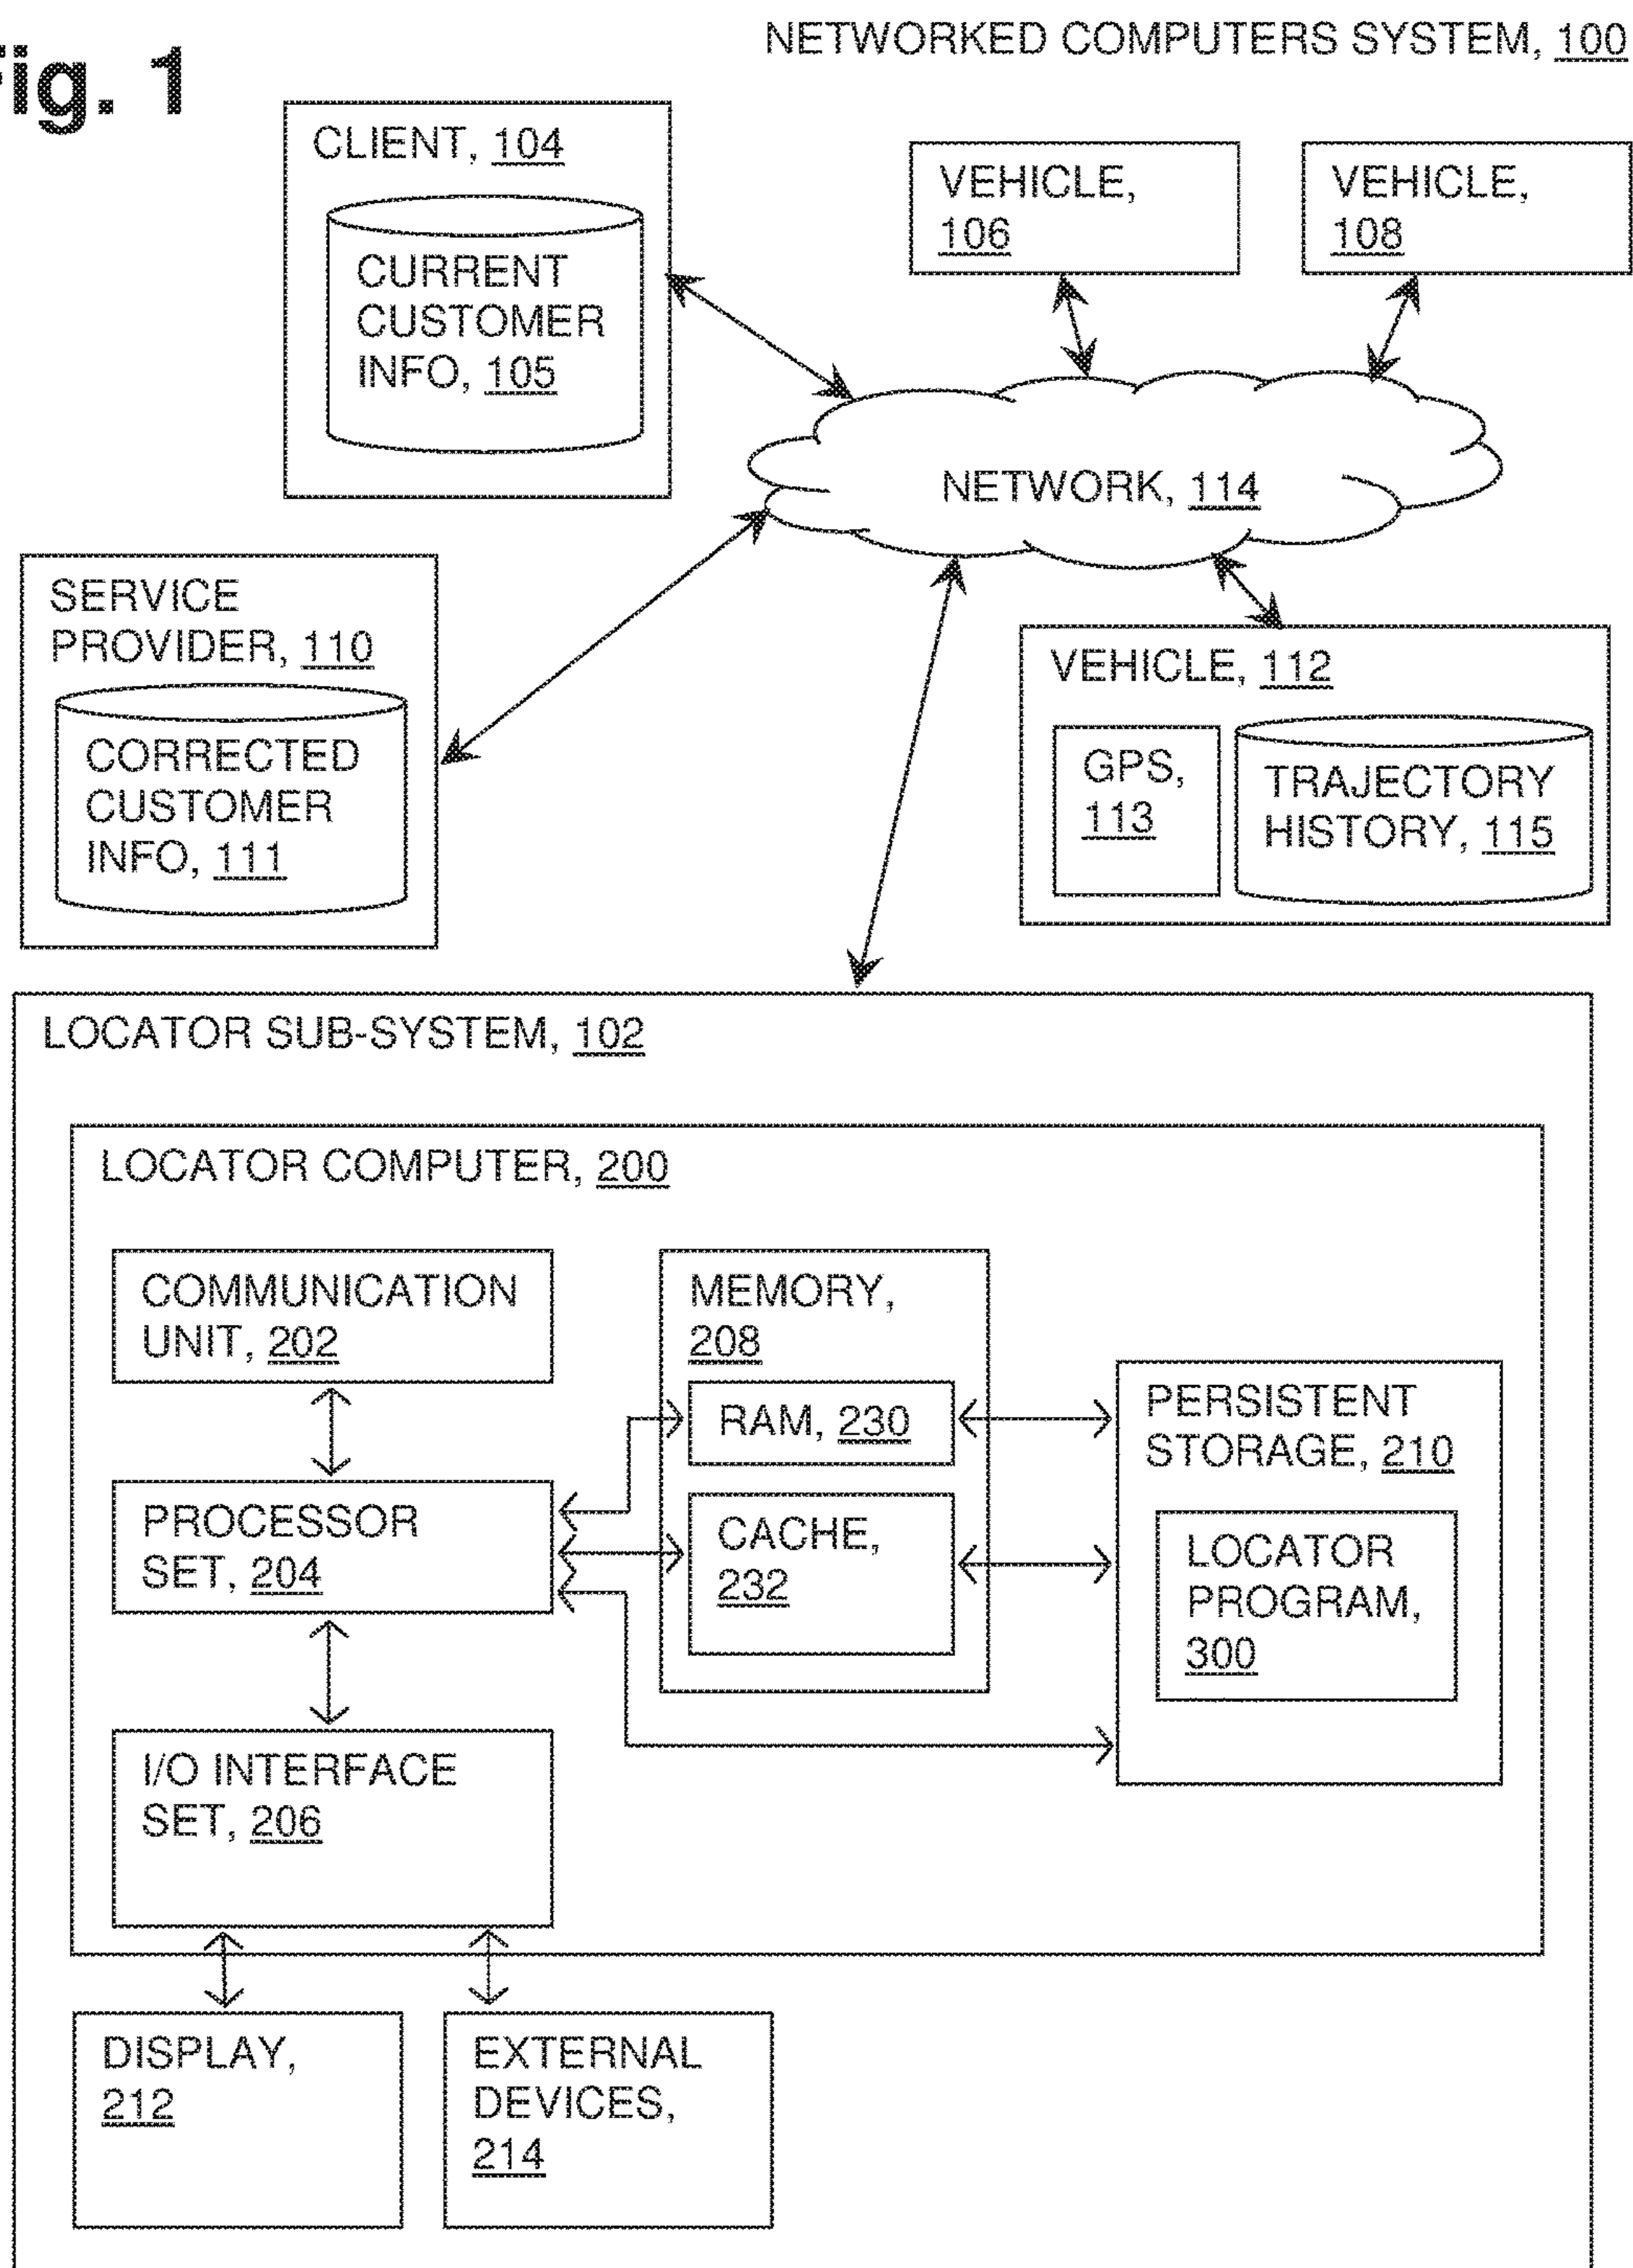 NETWORKED COMPUTERS SYSTEM, 100
Fig. 1
CLIENT, 104
CURRENT
CUSTOMER
INFO, 105
VEHICLE,
106
VEHICLE,
108
NETWORK, 114
SERVICE
PROVIDER, 110
CORRECTED
CUSTOMER
INFO, 111
VEHICLE, 112
GPS,
113
TRAJECTORY
HISTORY, 115
LOCATOR SUB-SYSTEM, 102
LOCATOR COMPUTER, 200
COMMUNICATION
UNIT, 202
MEMORY,
208
RAM, 230
CACHE,
232
PERSISTENT
STORAGE, 210
LOCATOR
PROGRAM,
300
PROCESSOR
SET, 204
I/O INTERFACE
SET, 206
DISPLAY,
212
EXTERNAL
DEVICES,
214